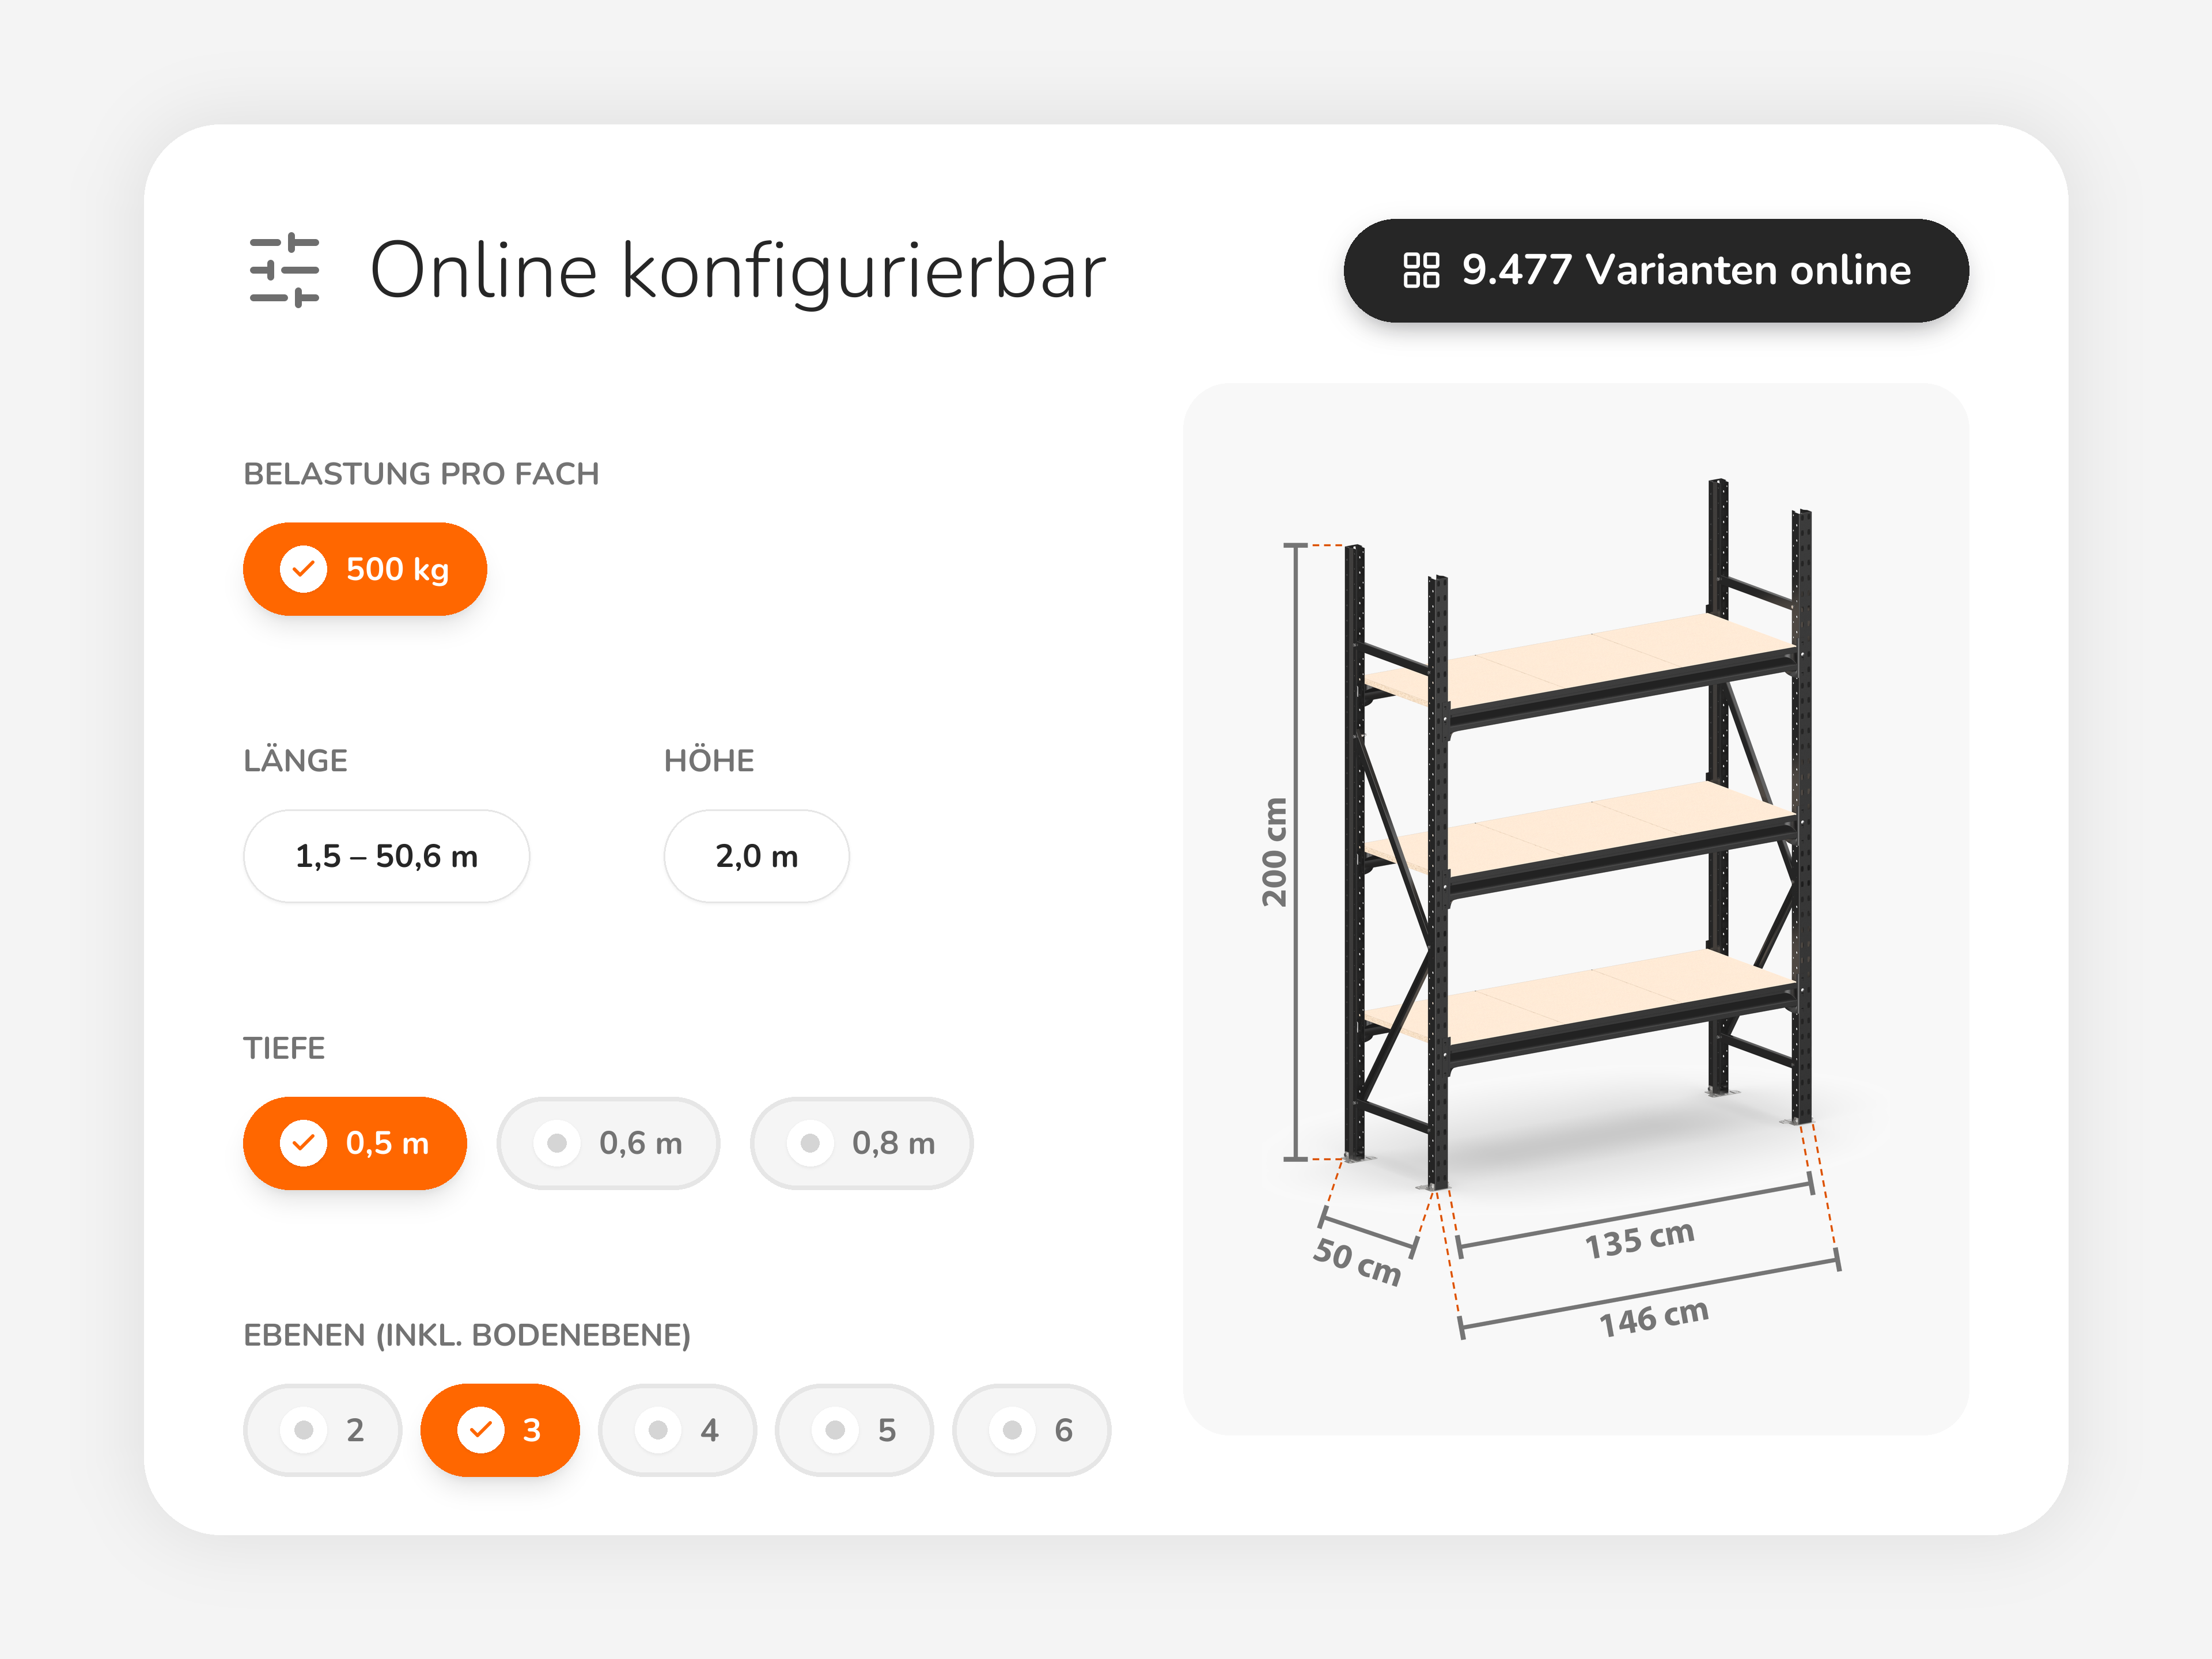 Online konfigurierbar
9.477 Varianten online
BELASTUNG PRO FACH
500 kg
LÄNGE
HÖHE
1,5 – 50,6 m
2,0 m
TIEFE
0,5 m
0,6 m
0,8 m
EBENEN (INKL. BODENEBENE)
2
3
4
5
6
200 cm
50 cm
135 cm
146 cm